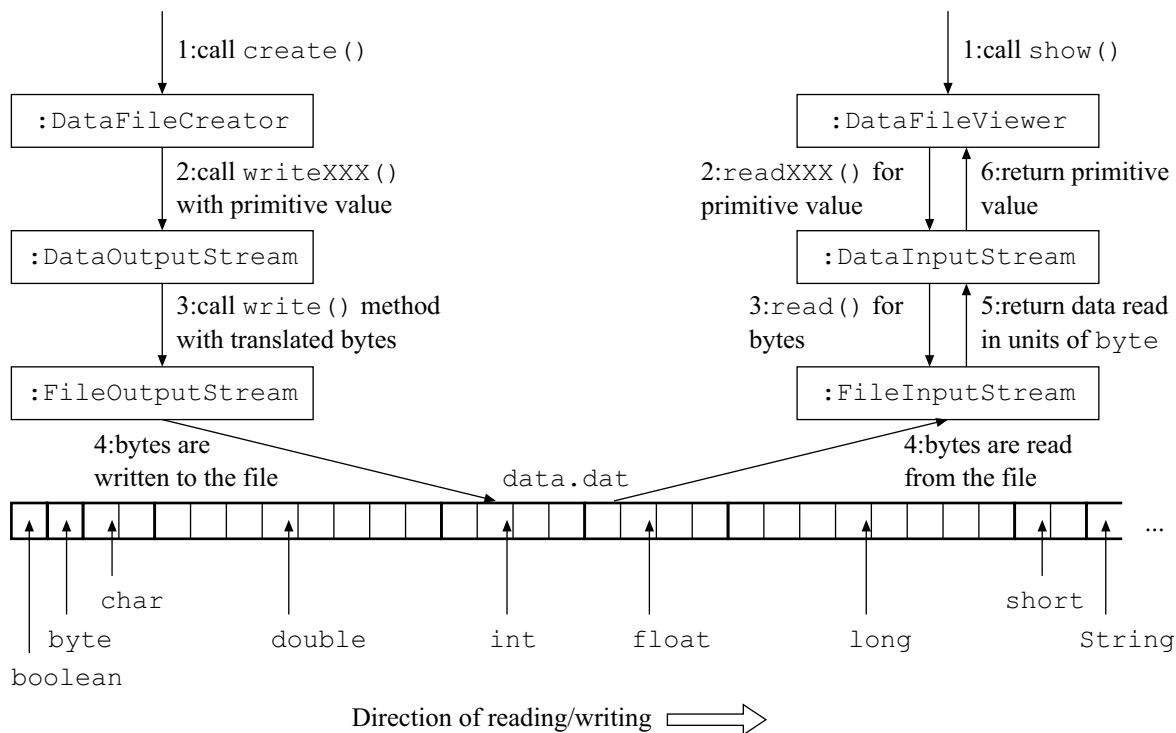 1:call create()
:DataFileCreator
2:call writeXXX()
with primitive value
:DataOutputStream
3:call write() method
with translated bytes
:FileOutputStream
4:bytes are
written to the file
1:call show()
:DataFileViewer
2:readXXX() for
primitive value
6:return primitive
value
:DataInputStream
3:read() for
bytes
5:return data read
in units of byte
:FileInputStream
4:bytes are read
from the file
data.dat
...
char
short
byte
double
int
float
long
String
boolean
Direction of reading/writing